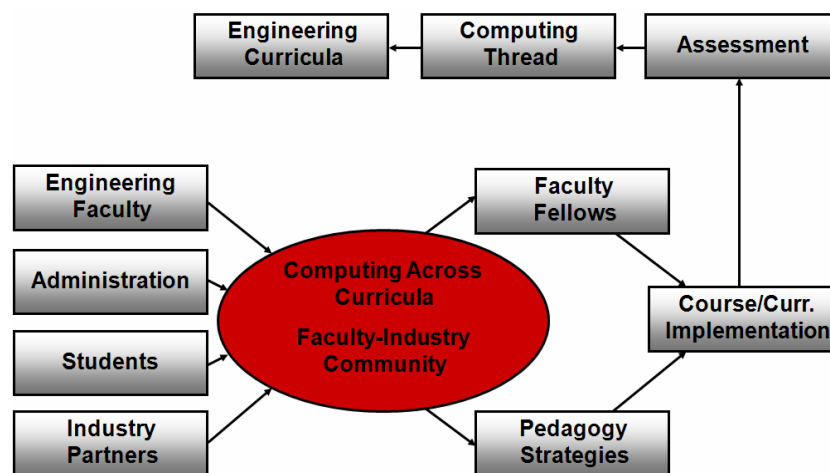 Engineering
Curricula
Computing
Thread
Assessment
Engineering
Faculty
Administration
Students
Industry
Partners
Computing Across
Curricula
Faculty-Industry
Community
Faculty
Fellows
Pedagogy
Strategies
Course/Curr.
Implementation